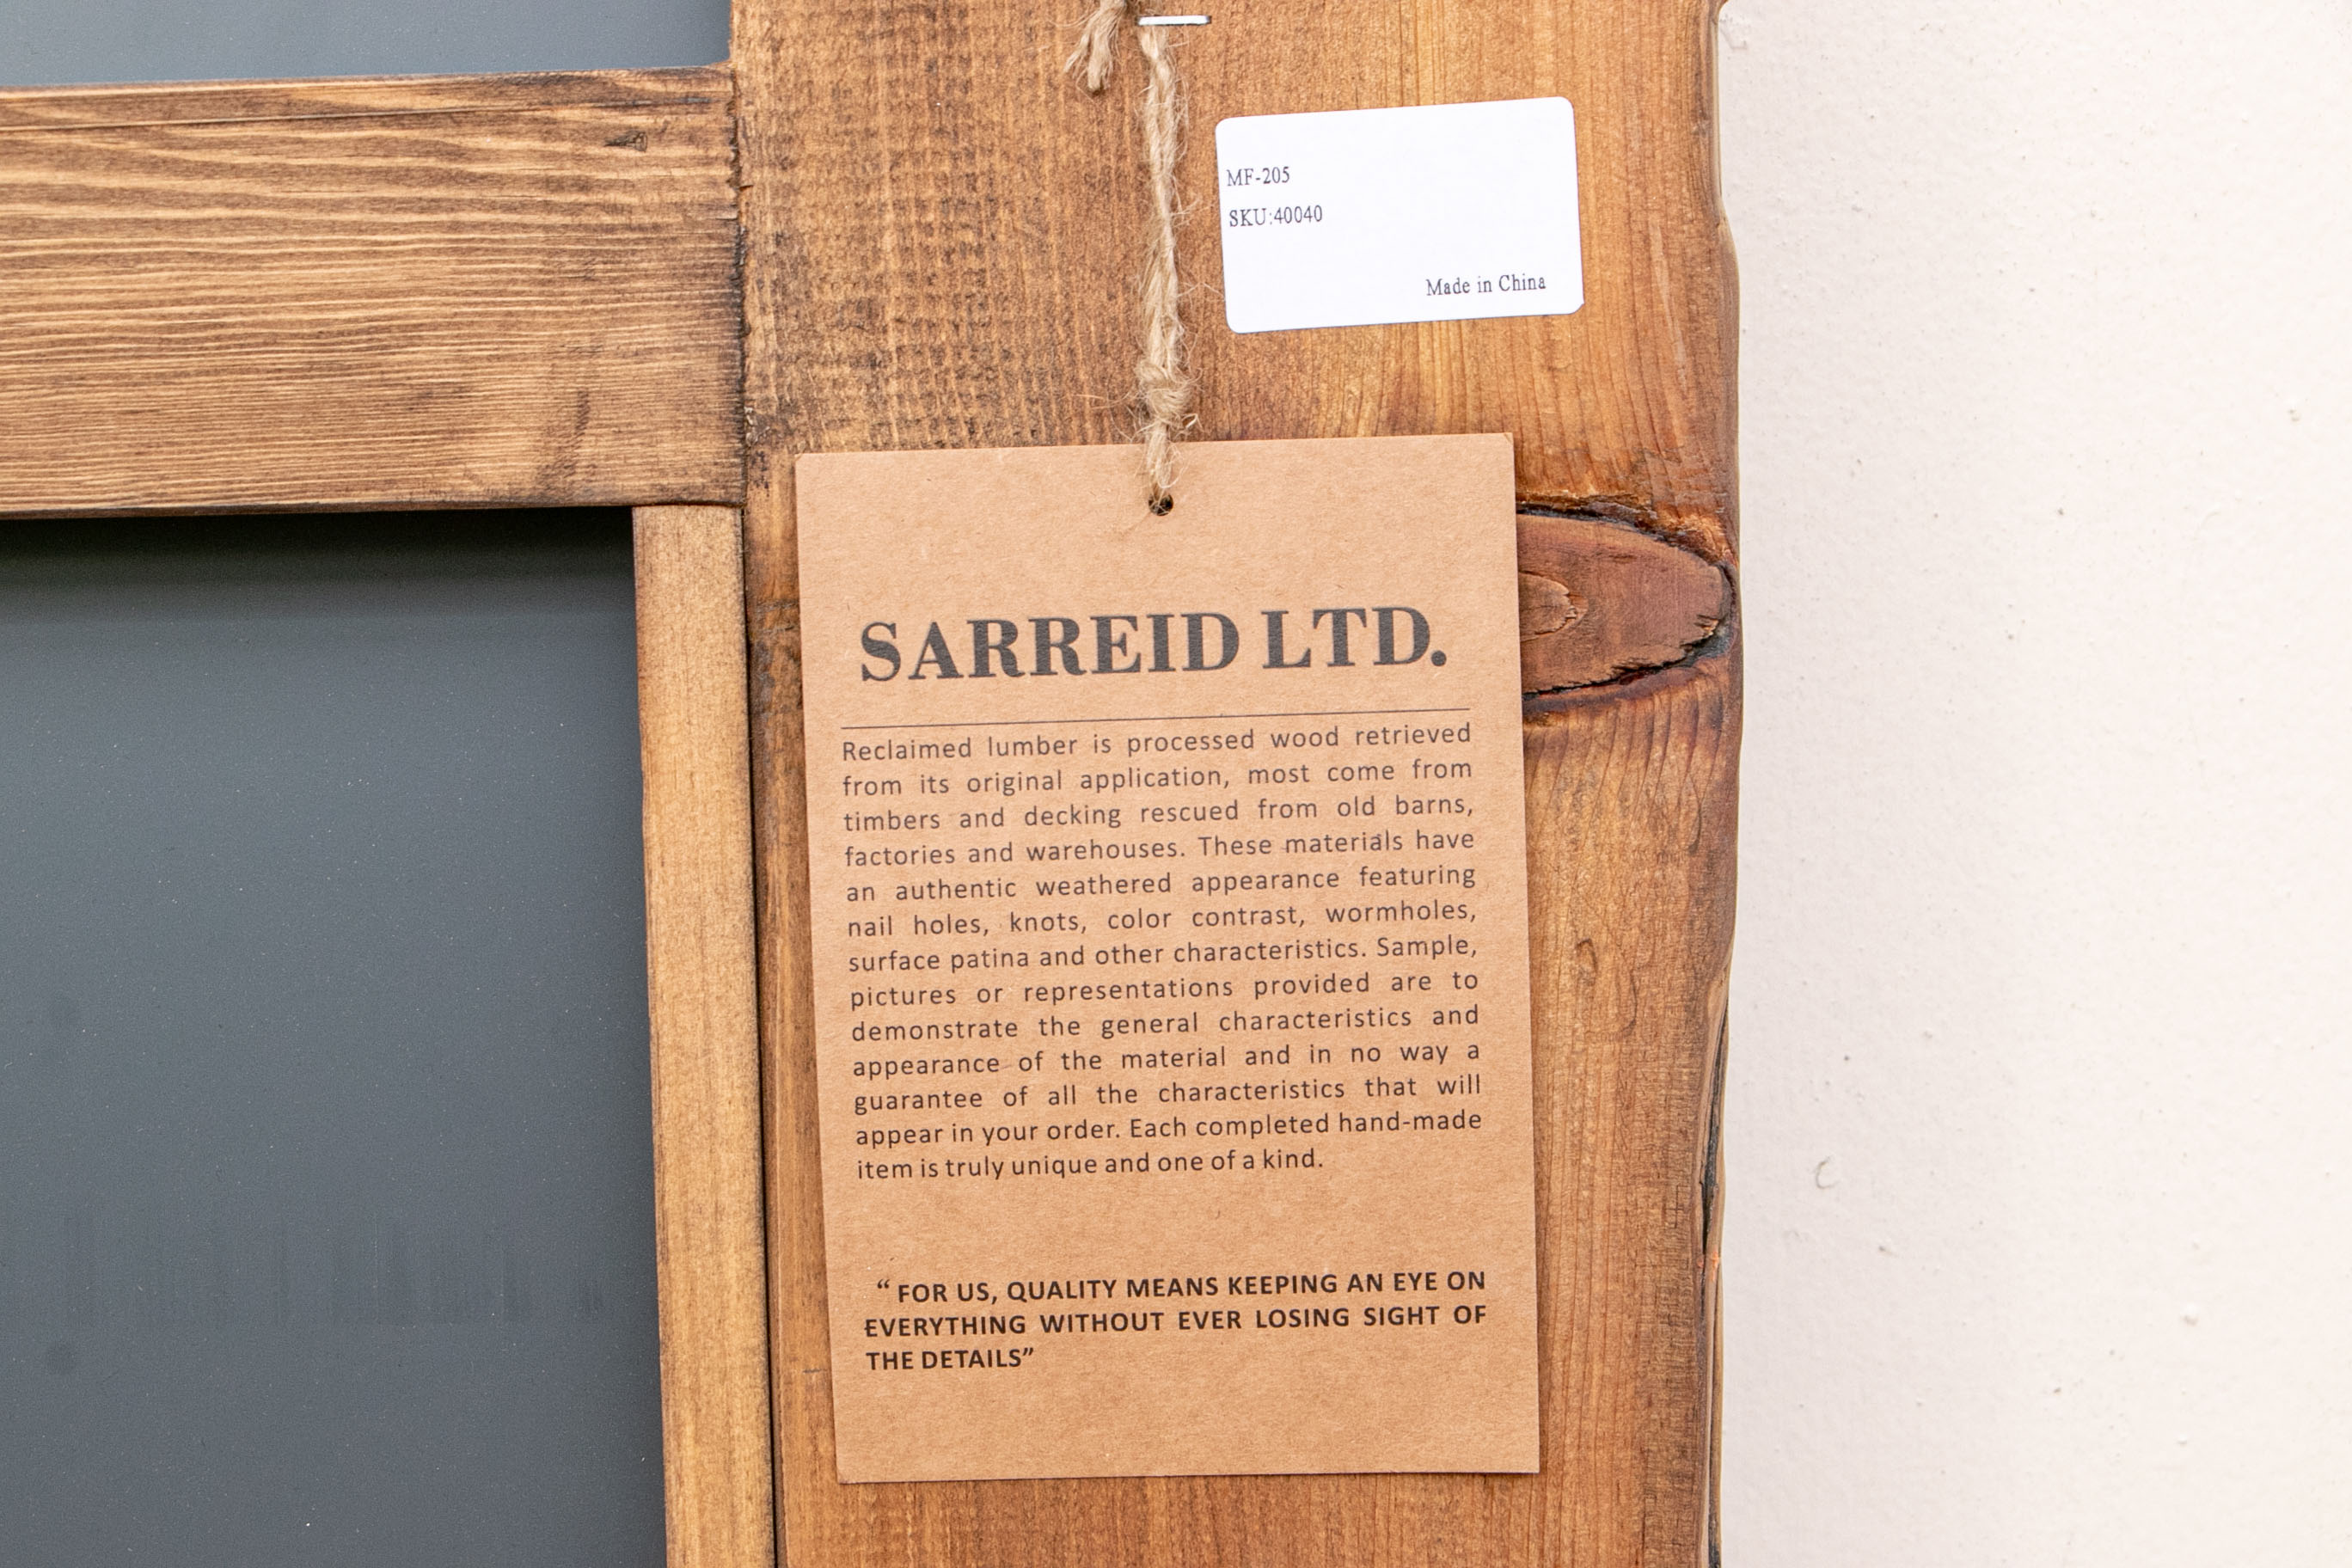 MF-205
SKU:40040
Made in China
SARREID LTD.
Reclaimed lumber is processed wood retrieved
from its original application, most come from
timbers and decking rescued from old barns,
factories and warehouses. These materials have
an authentic weathered appearance featuring
nail holes, knots, color contrast, wormholes,
surface patina and other characteristics. Sample,
pictures or representations provided are to
demonstrate the general characteristics and
appearance of the material and in no way a
guarantee of all the characteristics that will
appear in your order. Each completed hand-made
item is truly unique and one of a kind.
“ FOR US, QUALITY MEANS KEEPING AN EYE ON
EVERYTHING WITHOUT EVER LOSING SIGHT OF
THE DETAILS”